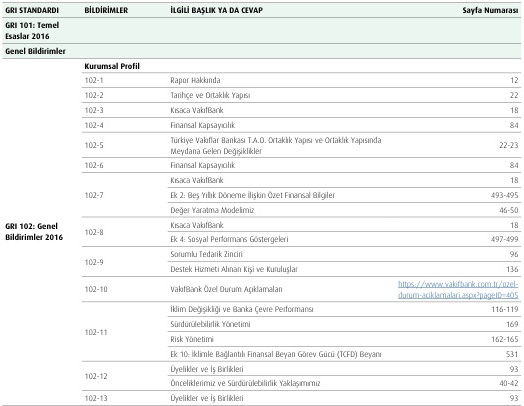 GRI STANDARDI BİLDİRİMLER İLGİLİ BAŞLIK YA DA CEVAP Sayfa Numarası
GRI 101: Temel
Esaslar 2016
Genel Bildirimler
Kurumsal Profil
102-1 Rapor Hakkında 12
102-2 Tarihçe ve Ortaklık Yapısı 22
102-3 Kısaca VakıfBank 18
102-4 Finansal Kapsayıcılık 84
102-5 Türkiye Vakıflar Bankası T.A.O. Ortaklık Yapısı ve Ortaklık Yapısında
Meydana Gelen Değişiklikler 22-23
102-6 Finansal Kapsayıcılık 84
102-7 Kısaca VakıfBank 18
Ek 2: Beş Yıllık Döneme İlişkin Özet Finansal Bilgiler 493-495
Değer Yaratma Modelimiz 46-50
GRI 102: Genel
Bildirimler 2016
102-8 Kısaca VakıfBank 18
Ek 4: Sosyal Performans Göstergeleri 497-499
102-9 Sorumlu Tedarik Zinciri 96
Destek Hizmeti Alınan Kişi ve Kuruluşlar 136
102-10 VakıfBank Özel Durum Açıklamaları https://www.vakifbank.com.tr/ozel-
durum-aciklamalari.aspx?pageID=405
102-11 İklim Değişikliği ve Banka Çevre Performansı 116-119
Sürdürülebilirlik Yönetimi 169
Risk Yönetimi 162-165
Ek 10: İklimle Bağlantılı Finansal Beyan Görev Gücü (TCFD) Beyanı 531
102-12 Üyelikler ve İş Birlikleri 93
Önceliklerimiz ve Sürdürülebilirlik Yaklaşımımız 40-42
102-13 Üyelikler ve İş Birlikleri 93